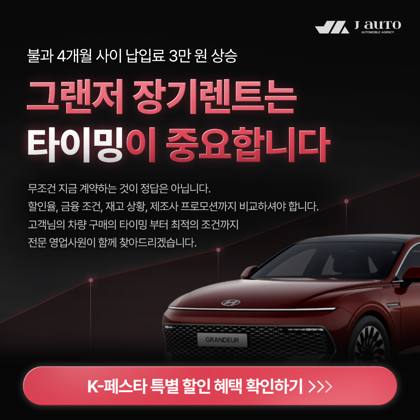 J AUTO
AUTOMOBILE AGENCY
불과 4개월 사이 납입료 3만 원 상승
그랜저 장기렌트는
타이밍이 중요합니다
무조건 지금 계약하는 것이 정답은 아닙니다.
할인율, 금융 조건, 재고 상황, 제조사 프로모션까지 비교하셔야 합니다.
고객님의 차량 구매의 타이밍 부터 최적의 조건까지
전문 영업사원이 함께 찾아드리겠습니다.
GRANDEUR
K-페스타 특별 할인 혜택 확인하기 >>>